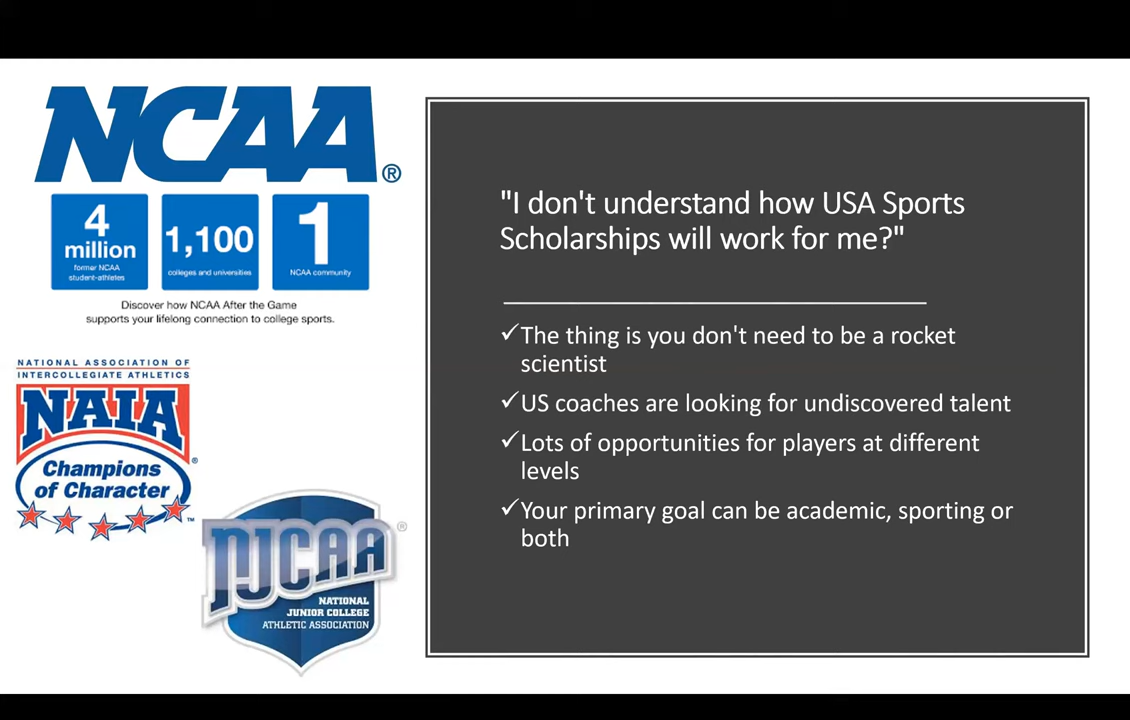 NCAA®
4
million
former NCAA
student-athletes
1,100
colleges and universities
1
NCAA community
Discover how NCAA After the Game
supports your lifelong connection to college sports.
NATIONAL ASSOCIATION OF
INTERCOLLEGIATE ATHLETICS
NAIA®
Champions
of Character™
NJCAA®
NATIONAL
JUNIOR COLLEGE
ATHLETIC ASSOCIATION
"I don't understand how USA Sports
Scholarships will work for me?"
✓The thing is you don't need to be a rocket
scientist
✓US coaches are looking for undiscovered talent
✓Lots of opportunities for players at different
levels
✓Your primary goal can be academic, sporting or
both